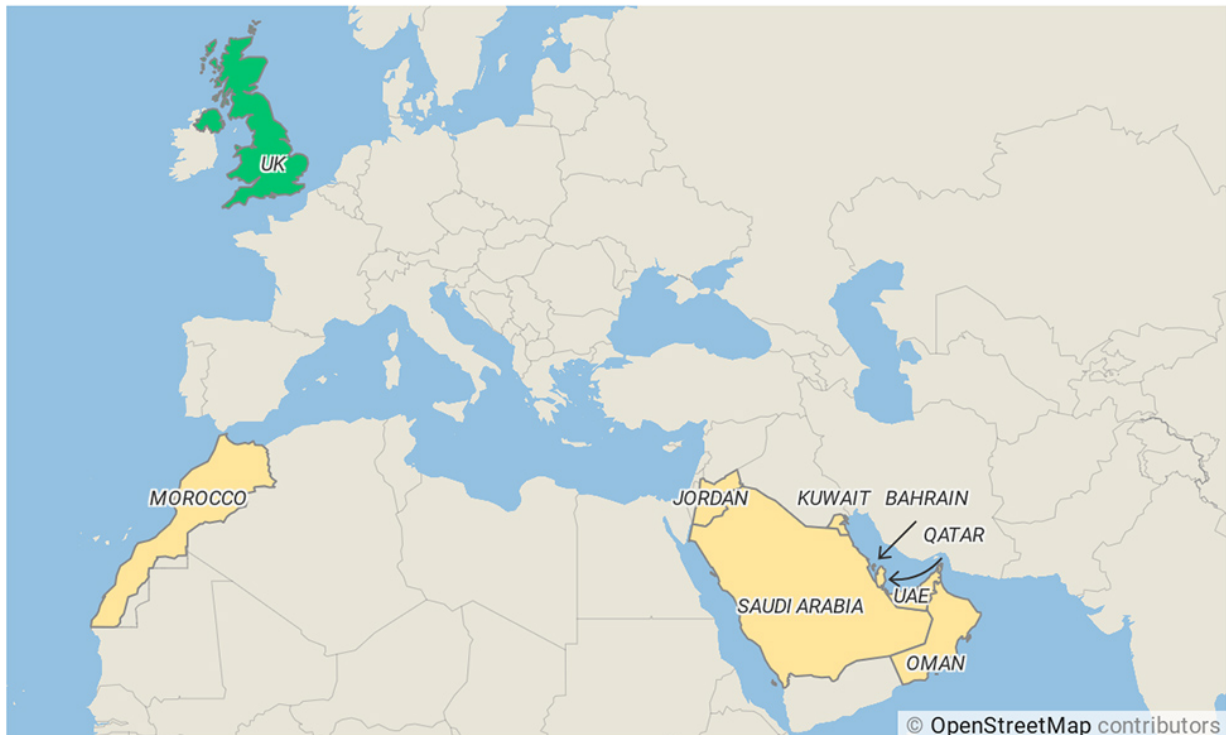 UK
MOROCCO
JORDAN
KUWAIT
BAHRAIN
QATAR
UAE
SAUDI ARABIA
OMAN
© OpenStreetMap contributors